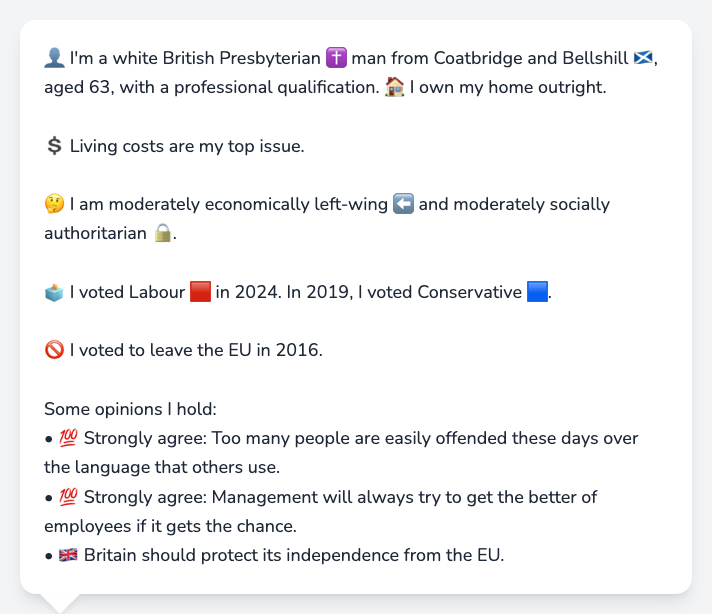 👤 I'm a white British Presbyterian ✝️ man from Coatbridge and Bellshill 🏴󠁧󠁢󠁳󠁣󠁴󠁿,
aged 63, with a professional qualification. 🏠 I own my home outright.
💲 Living costs are my top issue.
🤔 I am moderately economically left-wing ⬅️ and moderately socially
authoritarian 🔒.
🗳️ I voted Labour 🟥 in 2024. In 2019, I voted Conservative 🟦.
🚫 I voted to leave the EU in 2016.
Some opinions I hold:
• 💯 Strongly agree: Too many people are easily offended these days over
the language that others use.
• 💯 Strongly agree: Management will always try to get the better of
employees if it gets the chance.
• 🇬🇧 Britain should protect its independence from the EU.